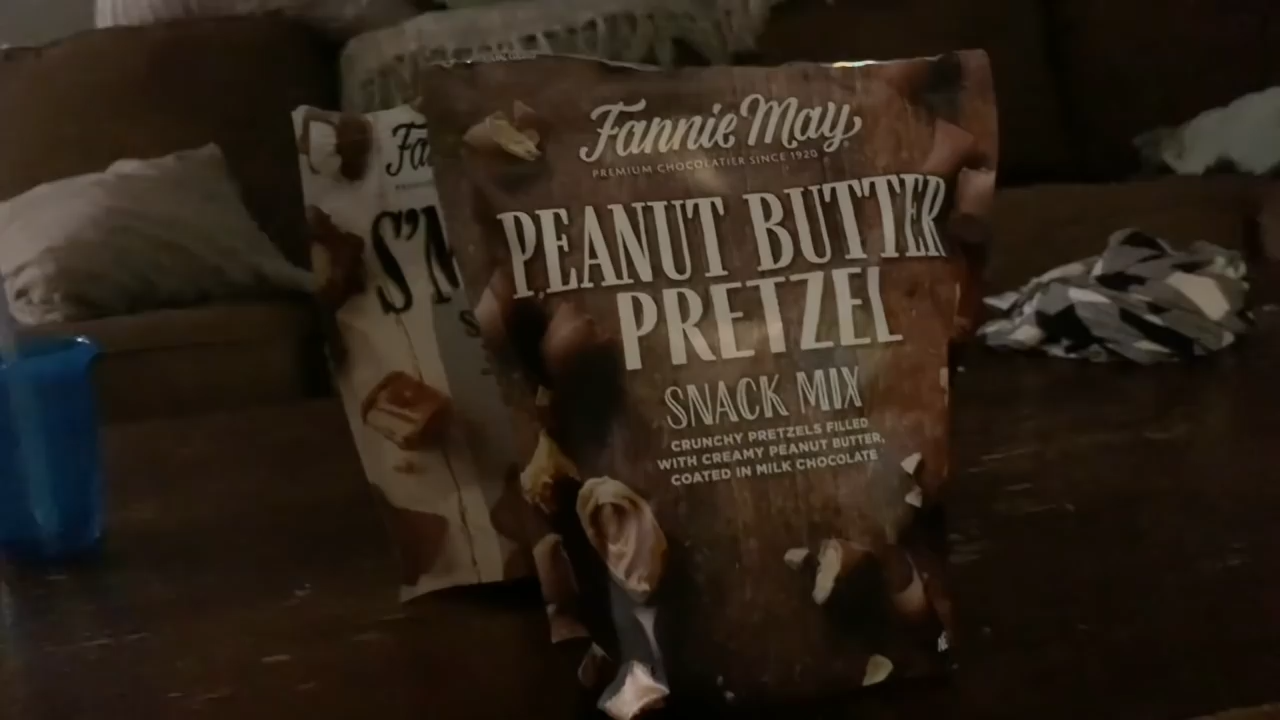 Fannie May
PREMIUM CHOCOLATIER SINCE 1920
PEANUT BUTTER
PRETZEL
SNACK MIX
CRUNCHY PRETZELS FILLED
WITH CREAMY PEANUT BUTTER,
COATED IN MILK CHOCOLATE
Fa
S'M
S